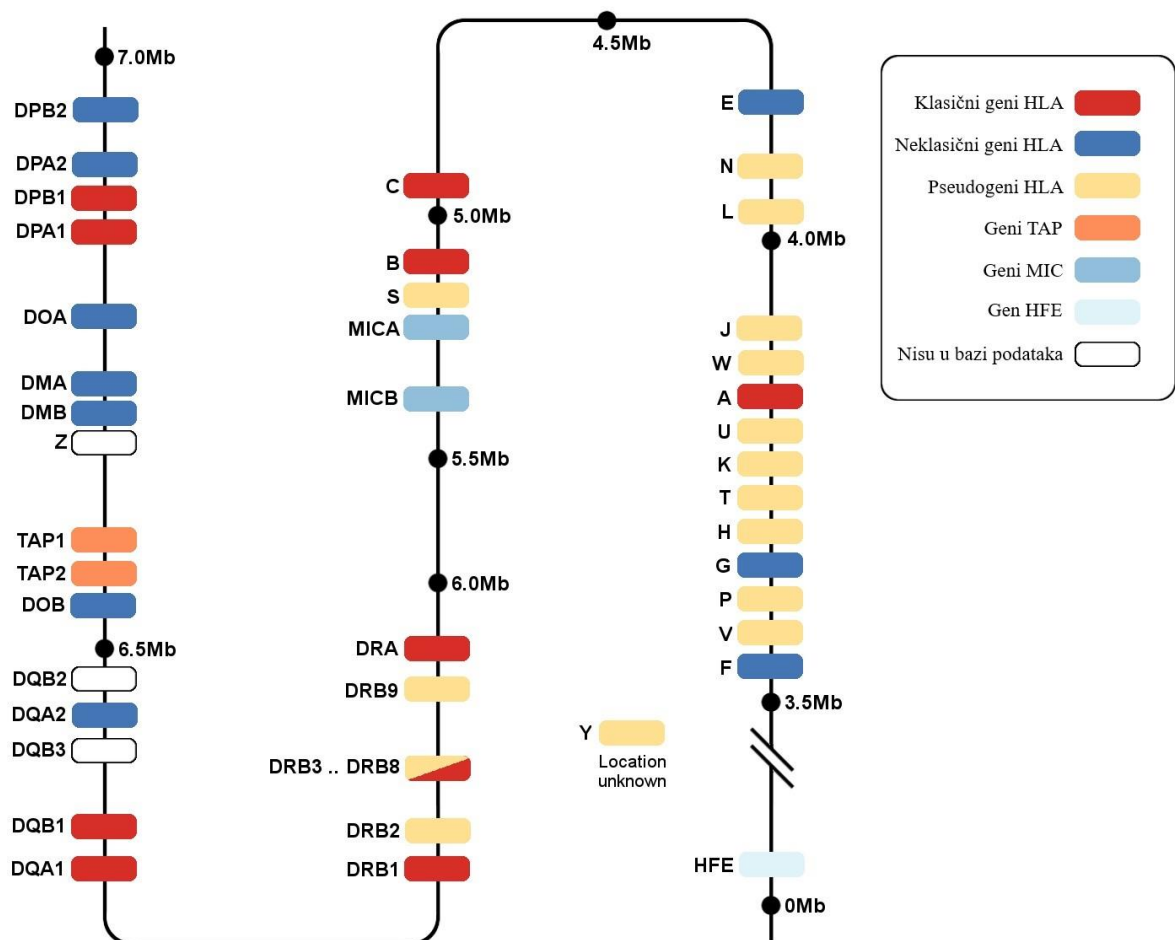 7.0Mb
DPB2
DPA2
DPB1
DPA1
DOA
DMA
DMB
Z
TAP1
TAP2
DOB
6.5Mb
DQB2
DQA2
DQB3
DQB1
DQA1
C
5.0Mb
B
S
MICA
MICB
5.5Mb
6.0Mb
DRA
DRB9
DRB3 .. DRB8
DRB2
DRB1
4.5Mb
E
N
L
4.0Mb
J
W
A
U
K
T
H
G
P
V
F
3.5Mb
Y
Location
unknown
HFE
0Mb
Klasični geni HLA
Neklasični geni HLA
Pseudogeni HLA
Geni TAP
Geni MIC
Gen HFE
Nisu u bazi podataka